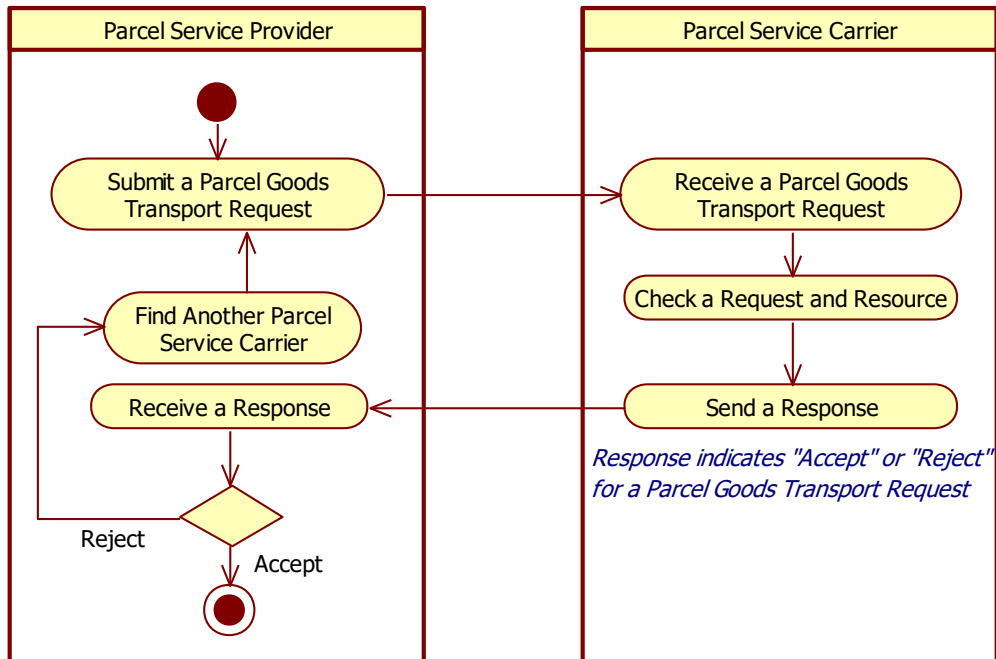 Parcel Service Provider
Parcel Service Carrier
Submit a Parcel Goods
Transport Request
Receive a Parcel Goods
Transport Request
Check a Request and Resource
Find Another Parcel
Service Carrier
Receive a Response
Send a Response
Response indicates "Accept" or "Reject"
for a Parcel Goods Transport Request
Reject
Accept